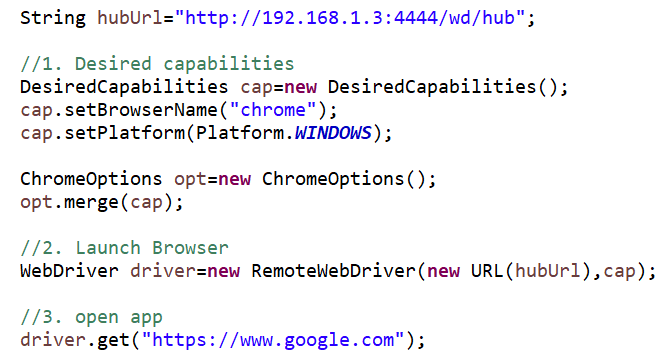 String hubUrl="http://192.168.1.3:4444/wd/hub";
//1. Desired capabilities
DesiredCapabilities cap=new DesiredCapabilities();
cap.setBrowserName("chrome");
cap.setPlatform(Platform.WINDOWS);
ChromeOptions opt=new ChromeOptions();
opt.merge(cap);
//2. Launch Browser
WebDriver driver=new RemoteWebDriver(new URL(hubUrl),cap);
//3. open app
driver.get("https://www.google.com");